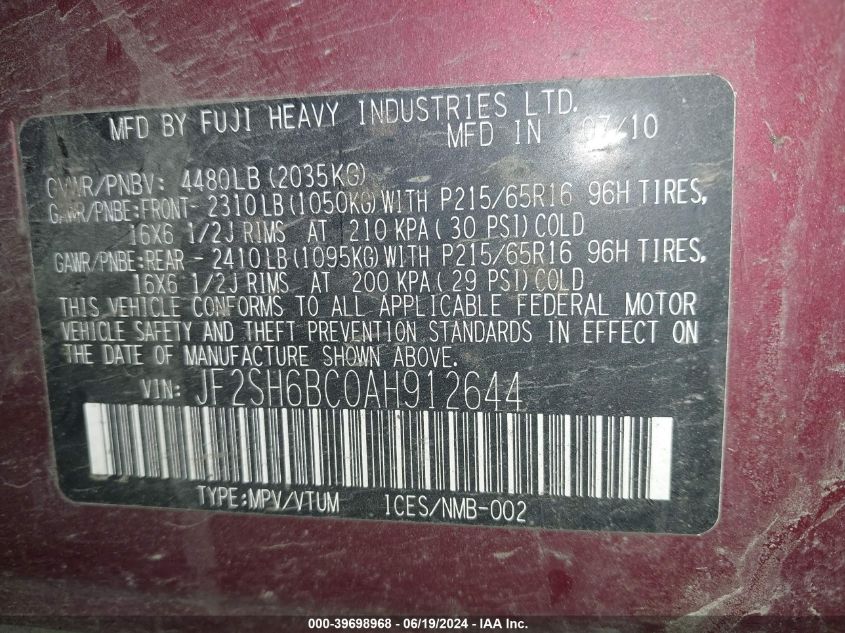 MFD BY FUJI HEAVY INDUSTRIES LTD.
MFD IN 07/10
GVWR/PNBV: 4480LB(2035KG)
GAWR/PNBE:FRONT- 2310LB(1050KG)WITH P215/65R16 96H TIRES,
16X6 1/2J RIMS AT 210 KPA(30 PSI)COLD
GAWR/PNBE:REAR - 2410LB(1095KG)WITH P215/65R16 96H TIRES,
16X6 1/2J RIMS AT 200 KPA(29 PSI)COLD
THIS VEHICLE CONFORMS TO ALL APPLICABLE FEDERAL MOTOR
VEHICLE SAFETY AND THEFT PREVENTION STANDARDS IN EFFECT ON
THE DATE OF MANUFACTURE SHOWN ABOVE.
VIN: JF2SH6BC0AH912644
TYPE:MPV/VTUM ICES/NMB-002
000-39698968 - 06/19/2024 - IAA Inc.